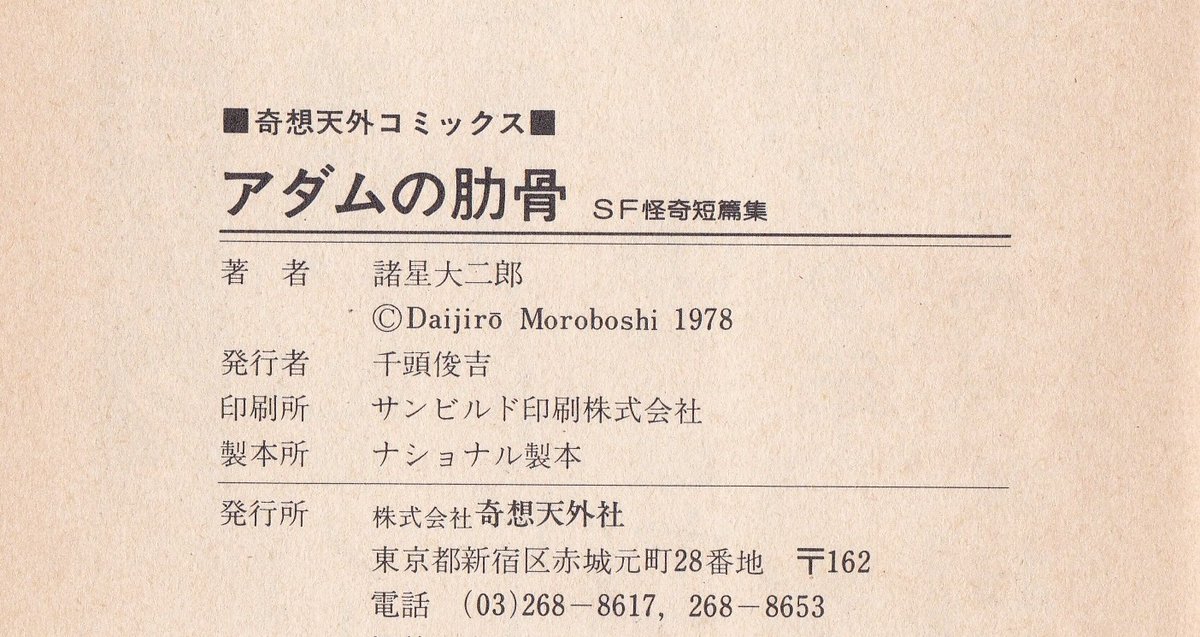 ■奇想天外コミックス■
アダムの肋骨 SF怪奇短篇集
著 者 諸星大二郎
©Daijirō Moroboshi 1978
発行者 千頭俊吉
印刷所 サンビルド印刷株式会社
製本所 ナショナル製本
発行所 株式会社奇想天外社
東京都新宿区赤城元町28番地 〒162
電話 (03)268-8617, 268-8653